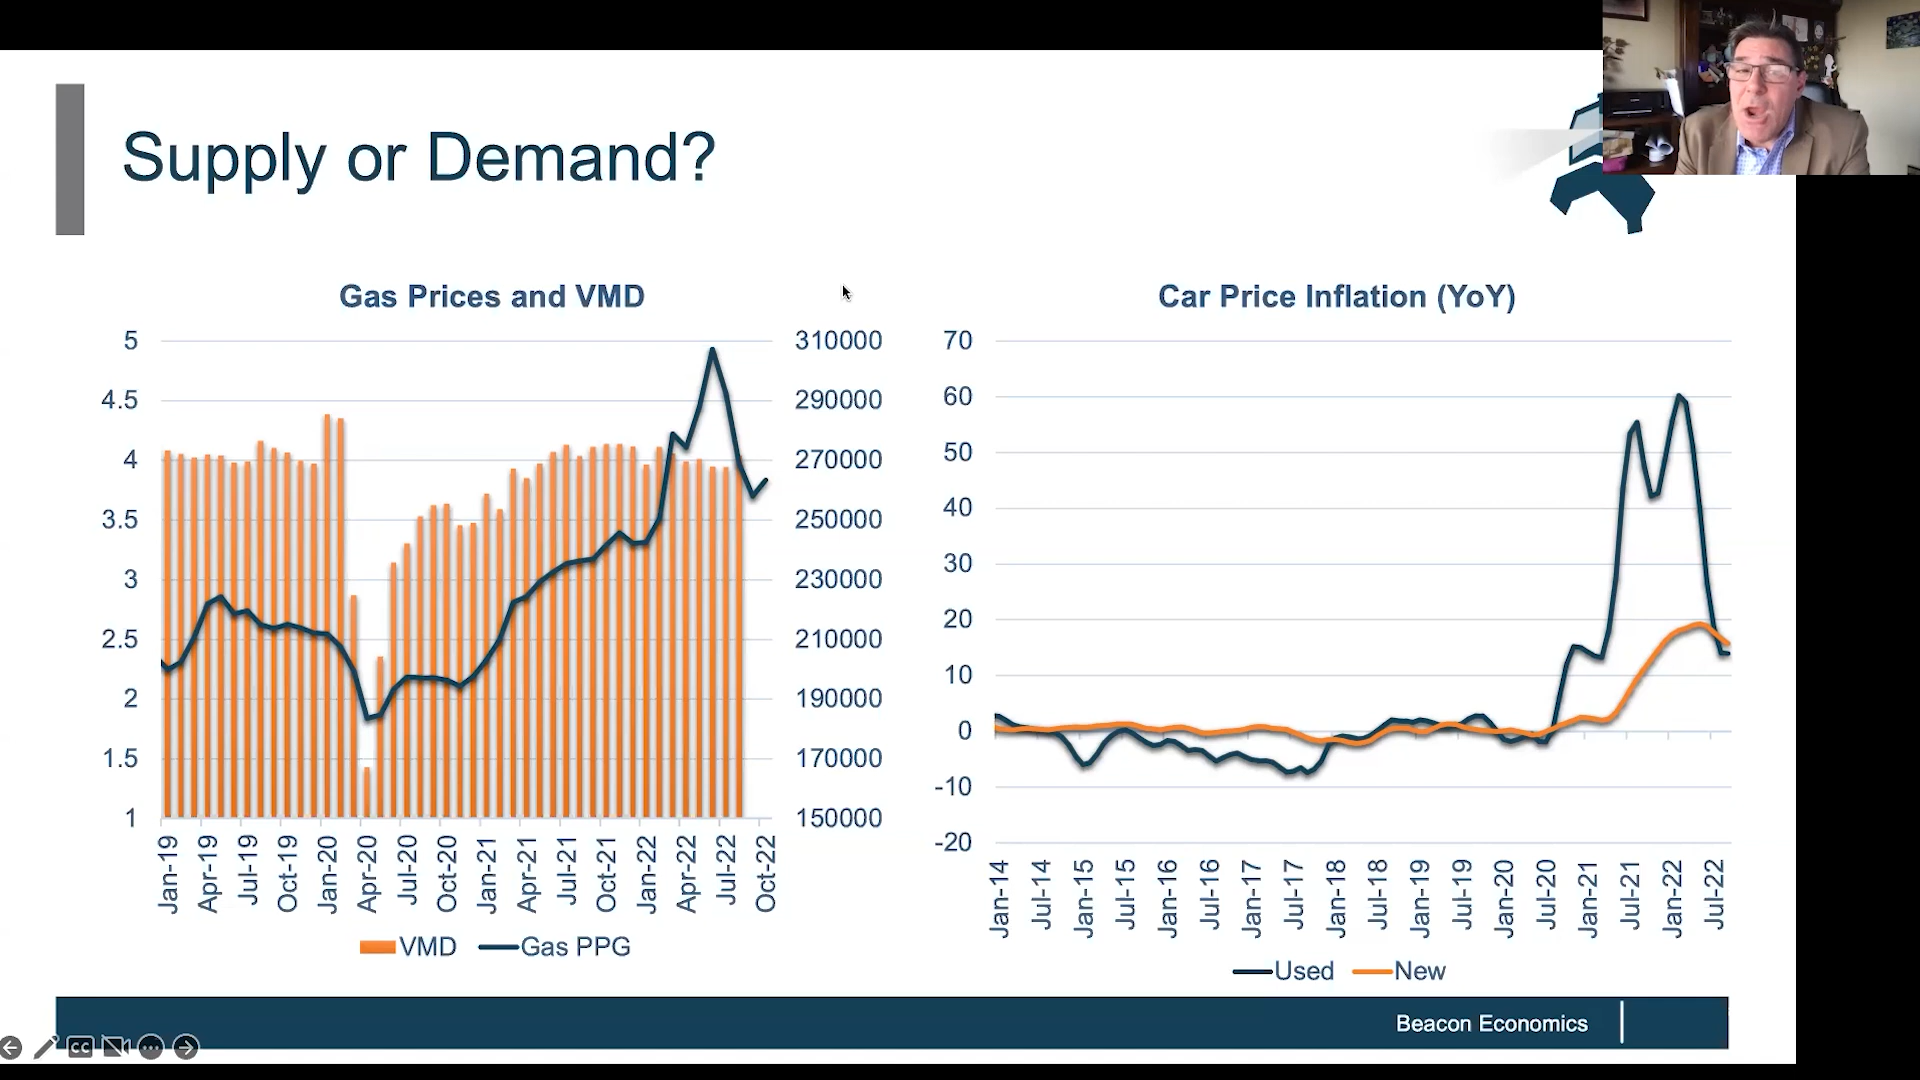 Supply or Demand?
Gas Prices and VMD
5
4.5
4
3.5
3
2.5
2
1.5
1
310000
290000
270000
250000
230000
210000
190000
170000
150000
Jan-19
Apr-19
Jul-19
Oct-19
Jan-20
Apr-20
Jul-20
Oct-20
Jan-21
Apr-21
Jul-21
Oct-21
Jan-22
Apr-22
Jul-22
Oct-22
VMD
Gas PPG
Car Price Inflation (YoY)
70
60
50
40
30
20
10
0
-10
-20
Jan-14
Jul-14
Jan-15
Jul-15
Jan-16
Jul-16
Jan-17
Jul-17
Jan-18
Jul-18
Jan-19
Jul-19
Jan-20
Jul-20
Jan-21
Jul-21
Jan-22
Jul-22
Used
New
Beacon Economics
CC